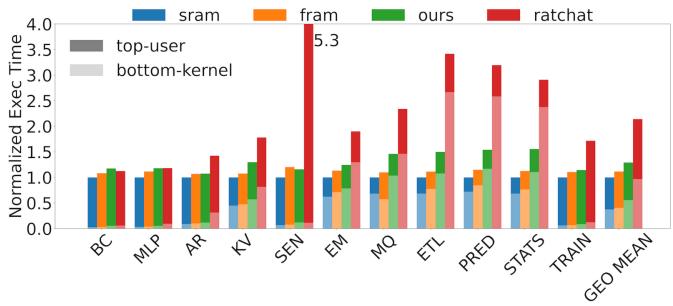 sram fram ours ratchat
Normalized Exec Time
4.0
3.5
3.0
2.5
2.0
1.5
1.0
0.5
0.0
top-user
bottom-kernel
5.3
BC MLP AR KV SEN EM MQ ETL PRED STATS TRAIN GEO MEAN